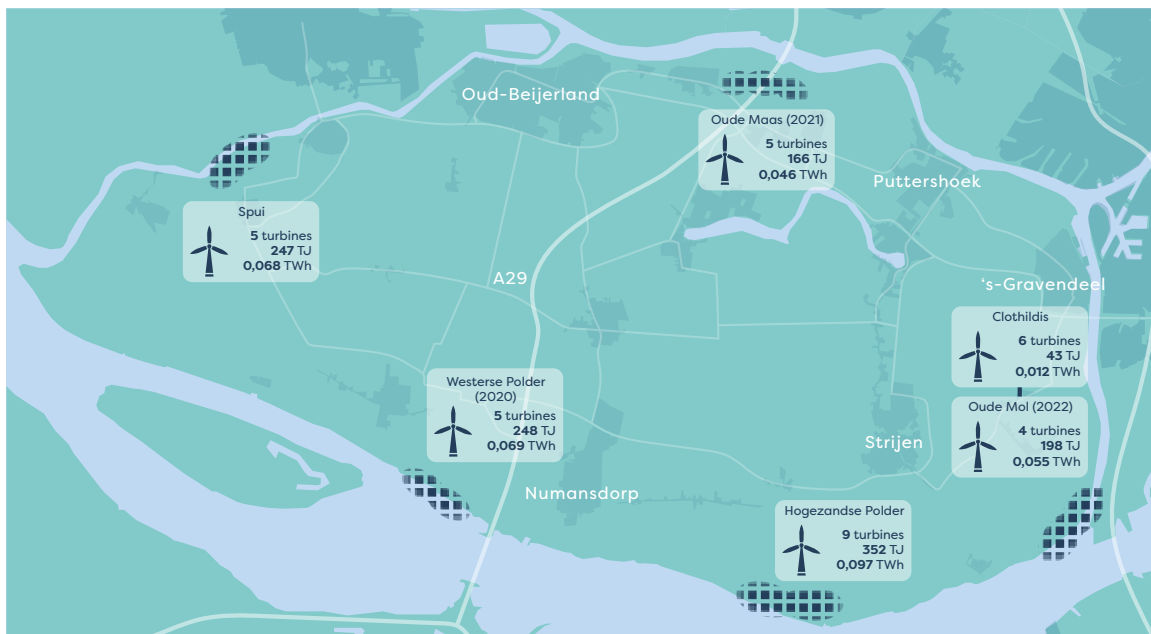 Oud-Beijerland
Oude Maas (2021)
5 turbines
166 TJ
0,046 TWh
Puttershoek
Spui
5 turbines
247 TJ
0,068 TWh
A29
‘s-Gravendeel
Clothildis
6 turbines
43 TJ
0,012 TWh
Westerse Polder
(2020)
5 turbines
248 TJ
0,069 TWh
Oude Mol (2022)
4 turbines
198 TJ
0,055 TWh
Strijen
Numansdorp
Hogezandse Polder
9 turbines
352 TJ
0,097 TWh